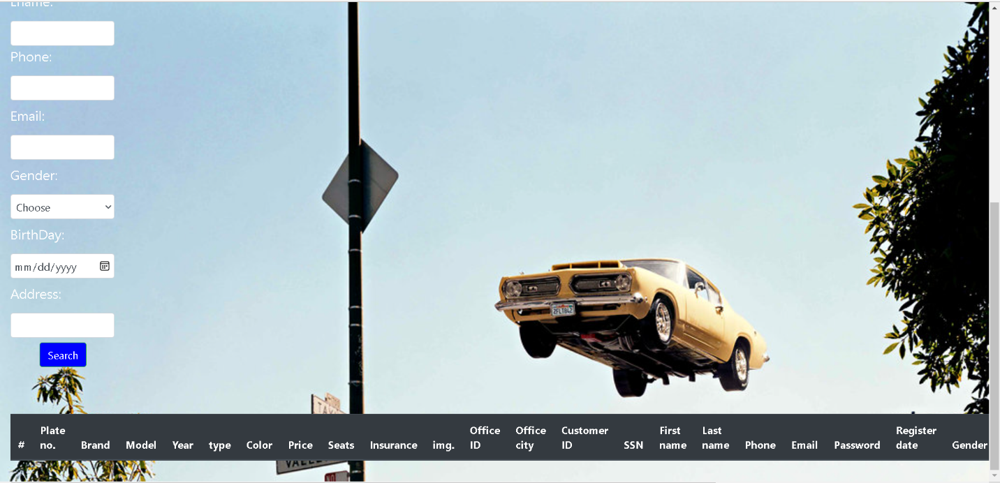 Lname:
Phone:
Email:
Gender:
Choose
BirthDay:
mm/dd/yyyy
Address:
Search
# Plate no. Brand Model Year type Color Price Seats Insurance img. Office ID Office city Customer ID SSN First name Last name Phone Email Password Register date Gender